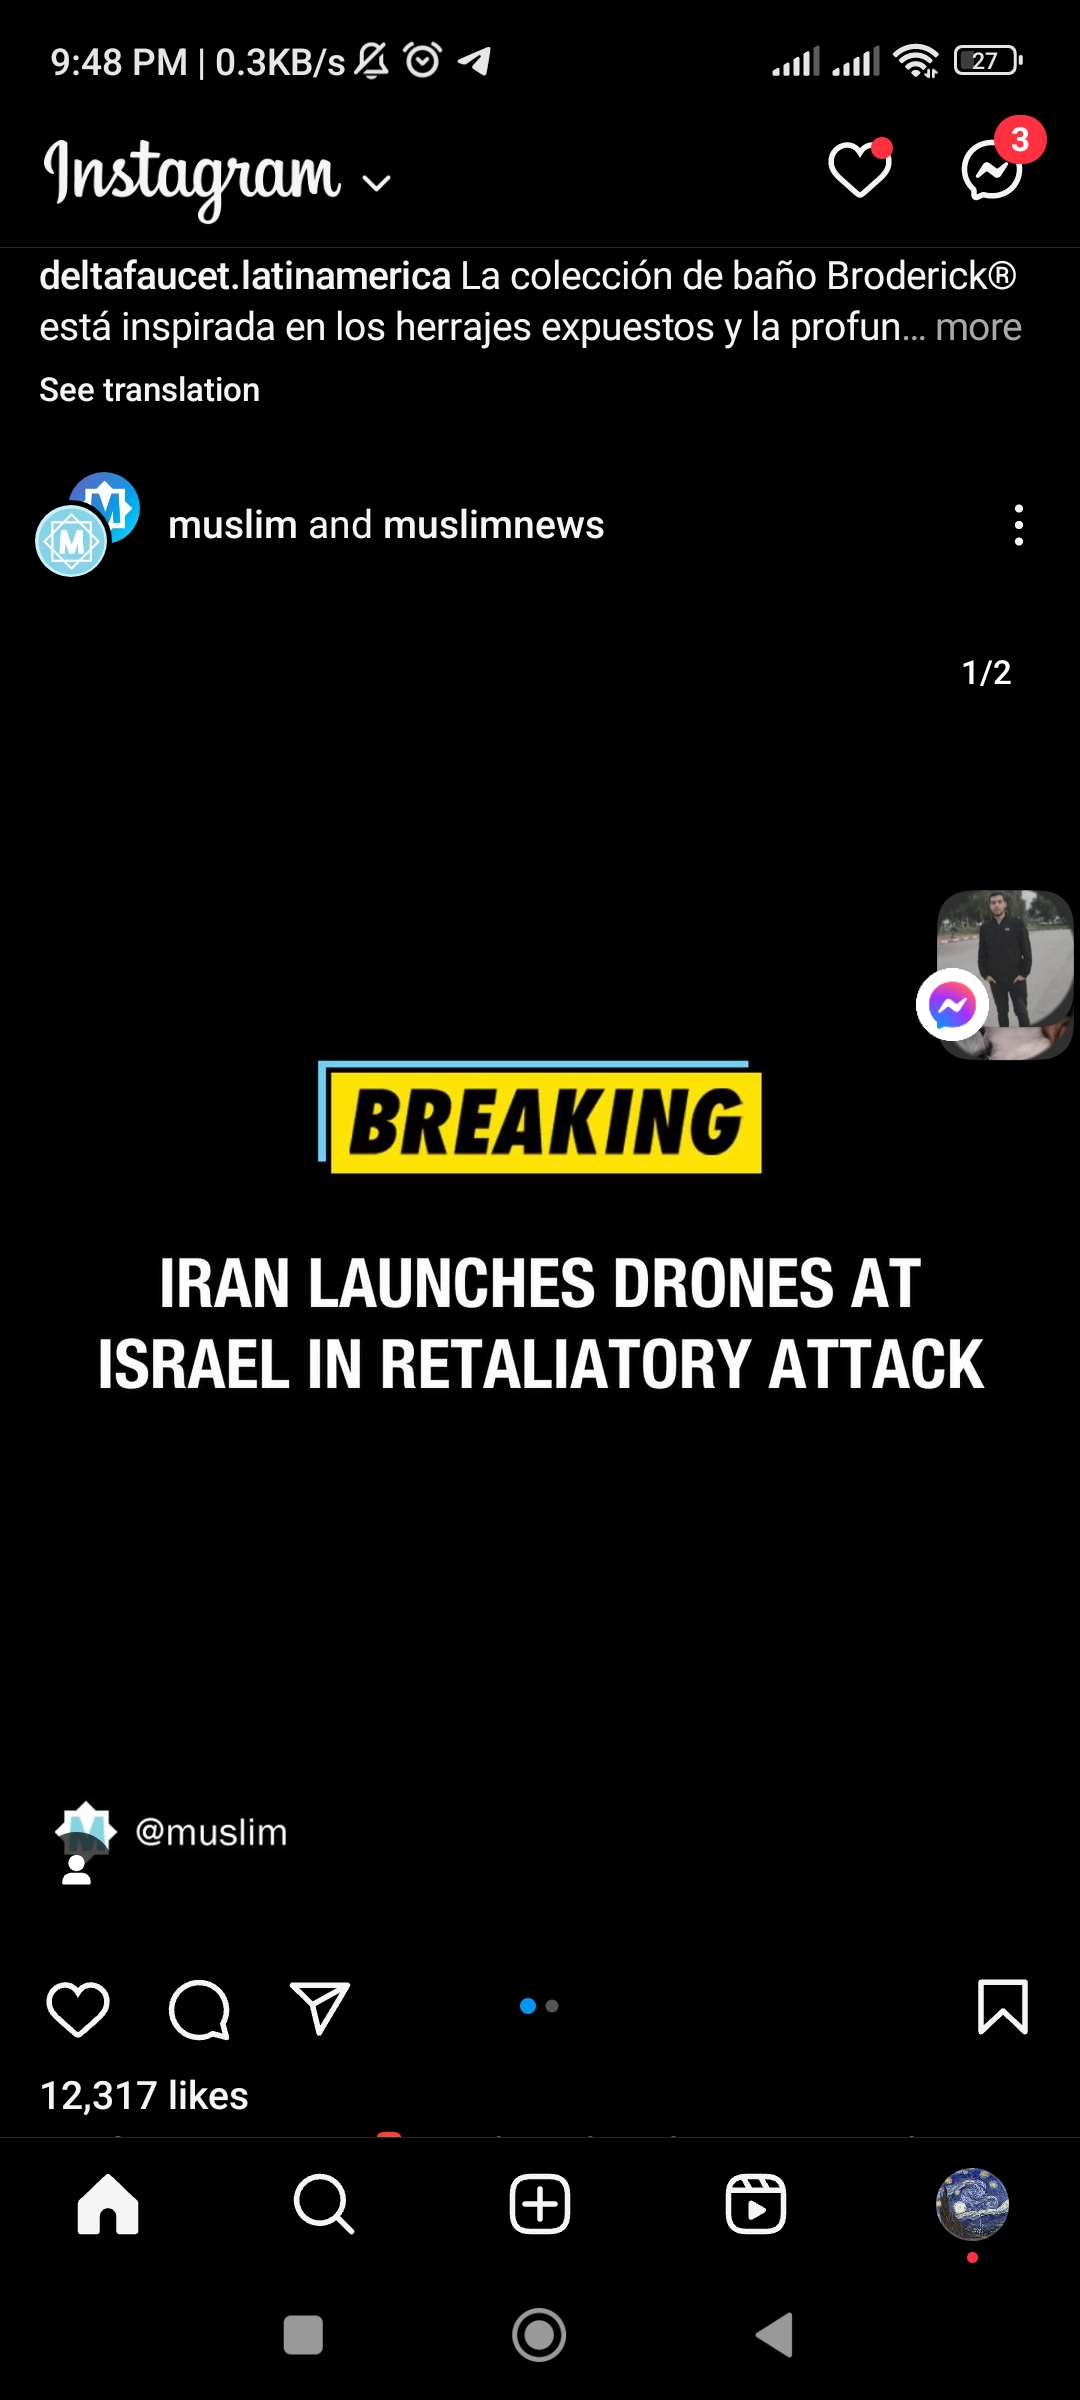 9:48 PM | 0.3KB/s
27
Instagram
3
deltafaucet.latinamerica La colección de baño Broderick®
está inspirada en los herrajes expuestos y la profun... more
See translation
M
M
muslim and muslimnews
1/2
BREAKING
IRAN LAUNCHES DRONES AT
ISRAEL IN RETALIATORY ATTACK
M
@muslim
12,317 likes